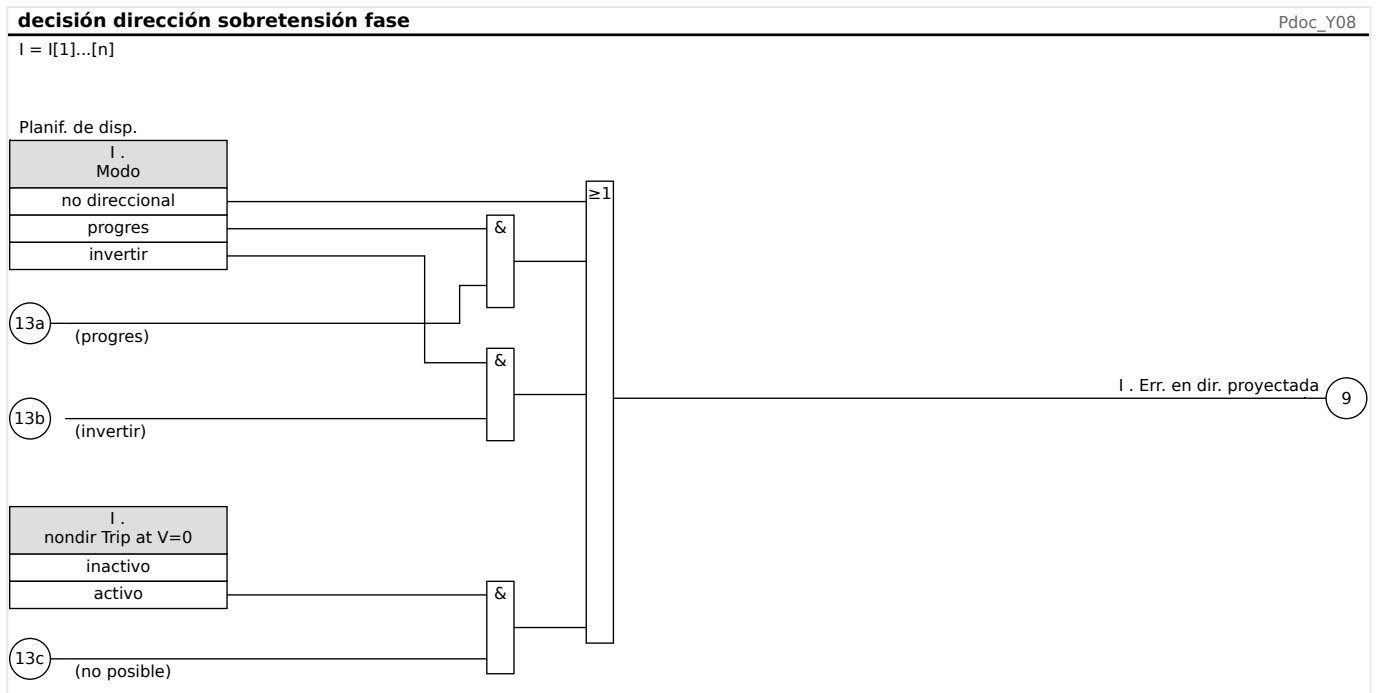 decisión dirección sobretensión fase
Pdoc_Y08
I = I[1]...[n]
Planif. de disp.
I .
Modo
no direccional
progres
invertir
≥1
&
13a
(progres)
&
I . Err. en dir. proyectada
9
13b
(invertir)
I .
nondir Trip at V=0
inactivo
activo
&
13c
(no posible)